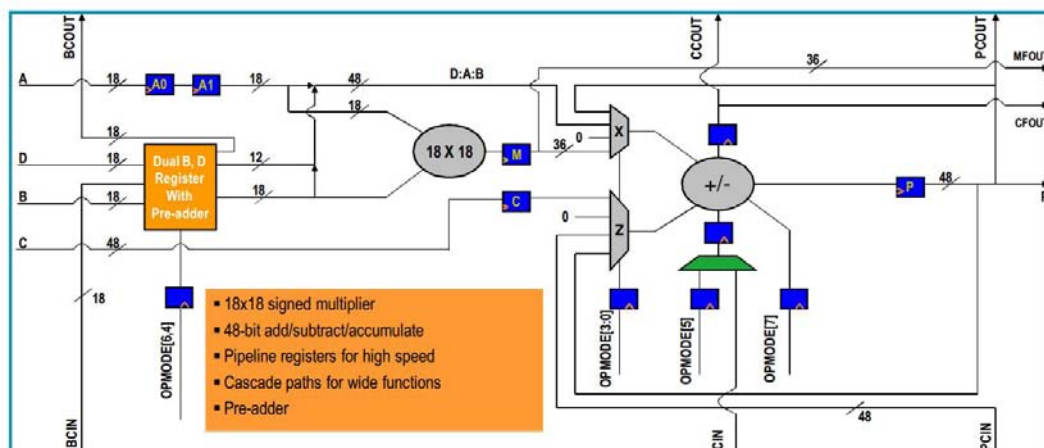 BCOUT
CCOUT
PCOUT
MFOUT
CFOUT
A
18
A0
A1
18
48
D:A:B
36
18
18
0
X
18 X 18
M
36
D
18
Dual B, D
Register
With
Pre-adder
12
B
18
18
C
48
C
0
Z
+/-
P
48
P
18
OPMODE[6,4]
▪ 18x18 signed multiplier
▪ 48-bit add/subtract/accumulate
▪ Pipeline registers for high speed
▪ Cascade paths for wide functions
▪ Pre-adder
OPMODE[3:0]
OPMODE[5]
OPMODE[7]
48
BCIN
CIN
PCIN